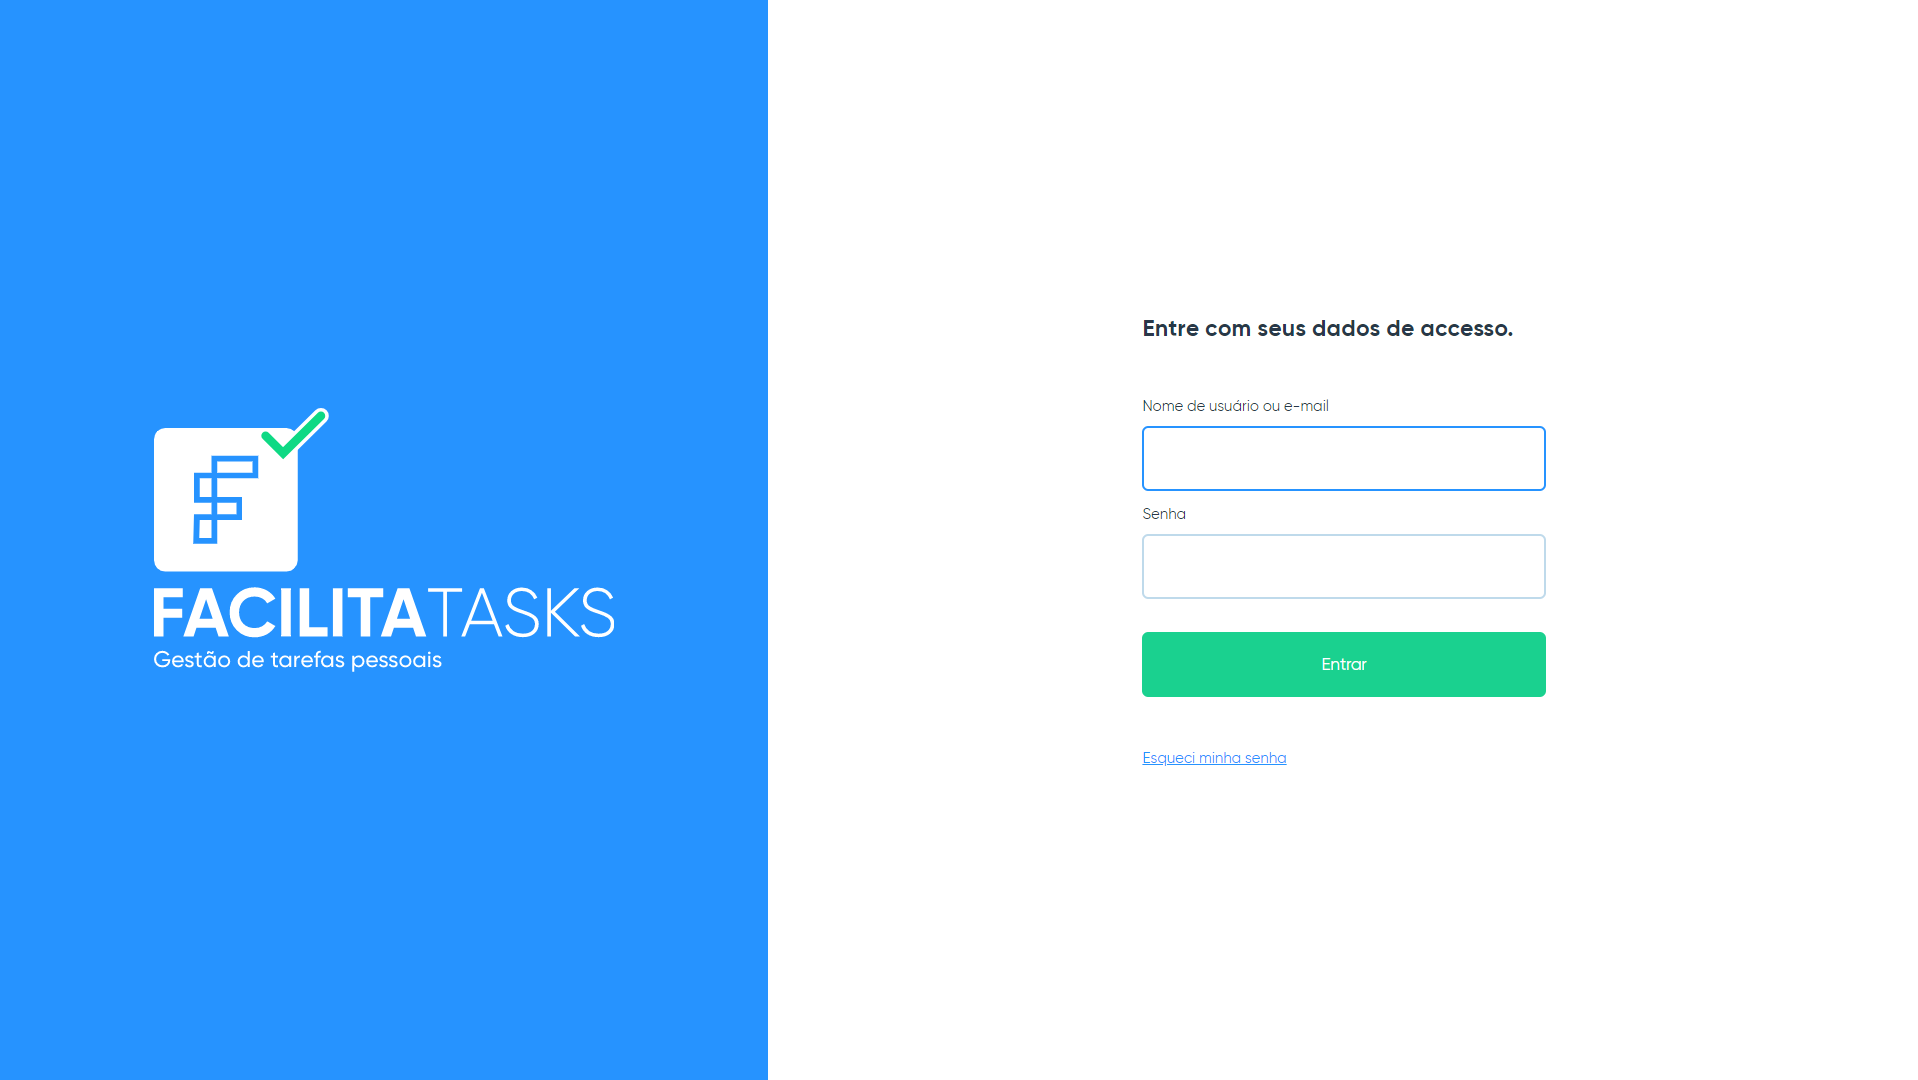 FACILITATASKS
Gestão de tarefas pessoais
Entre com seus dados de accesso.
Nome de usuário ou e-mail
Senha
Entrar
Esqueci minha senha